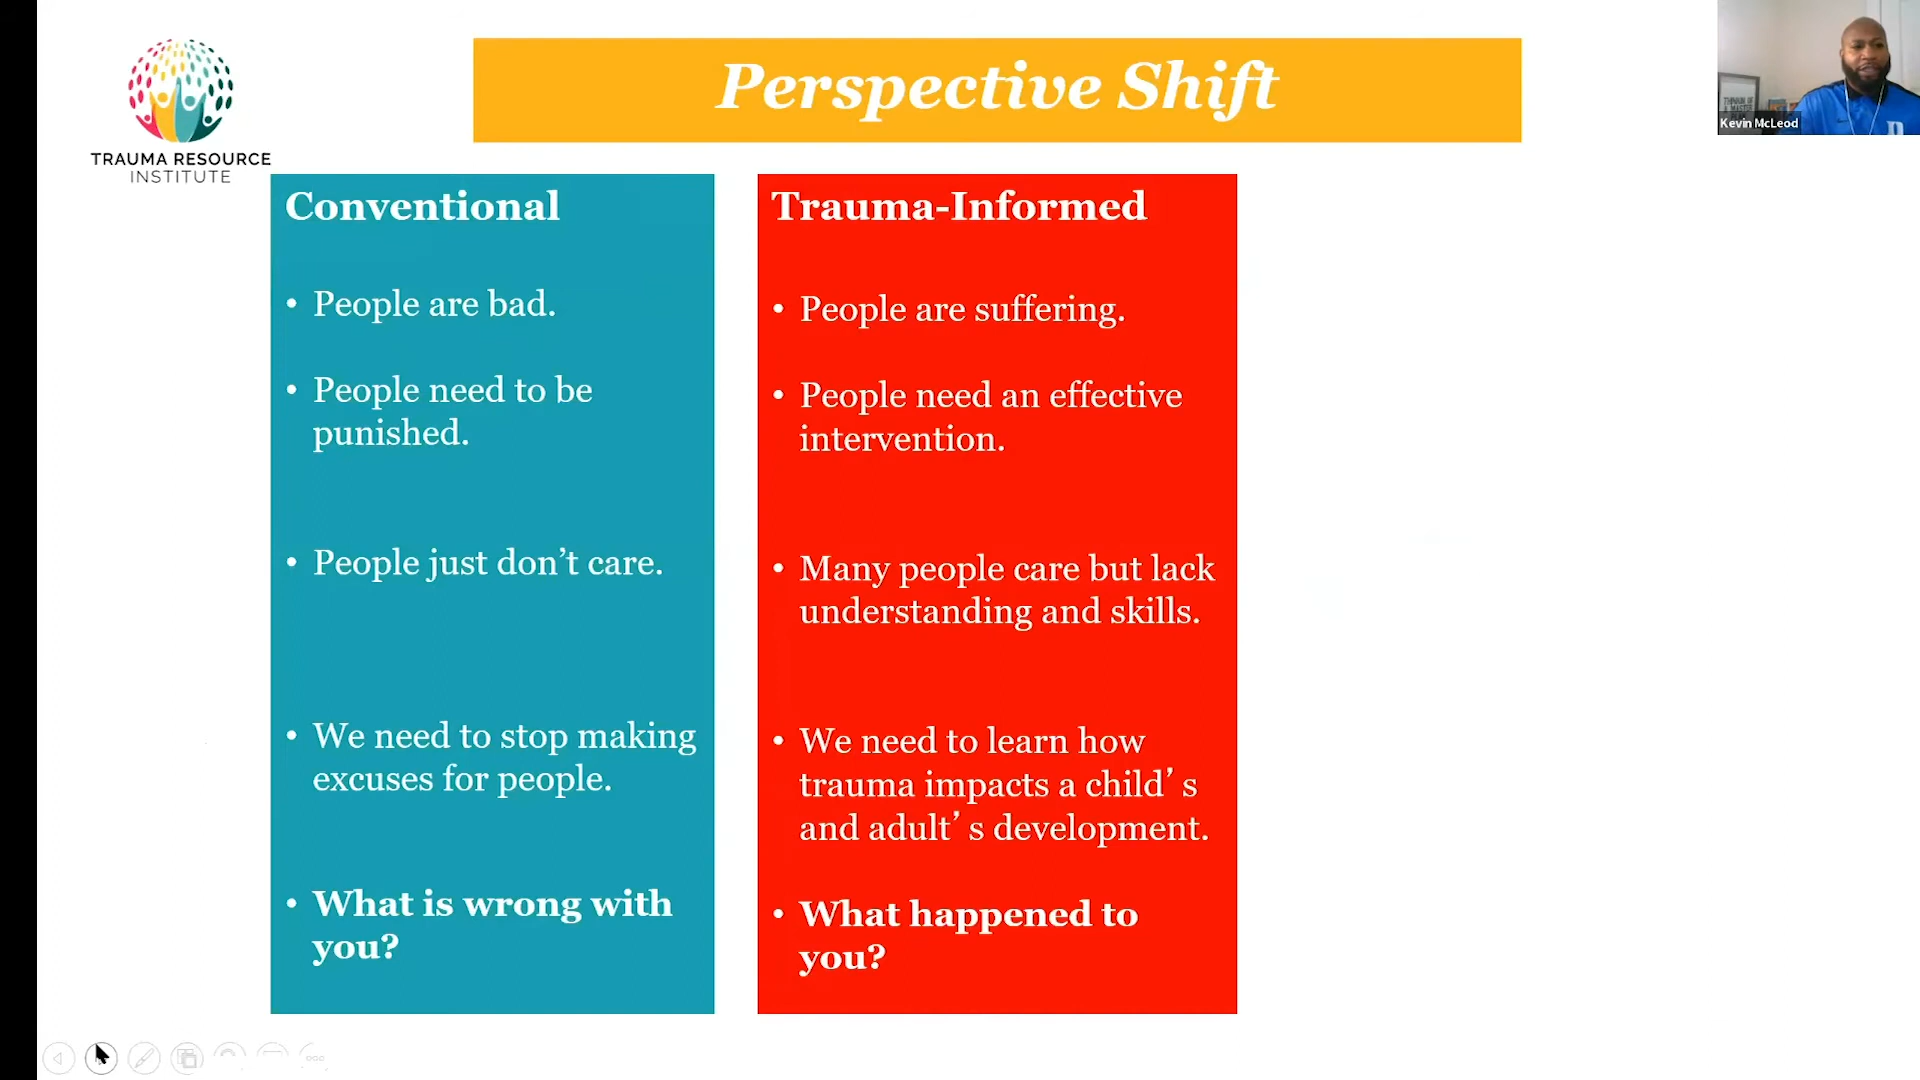 Perspective Shift
TRAUMA RESOURCE
INSTITUTE
Kevin McLeod
Conventional
• People are bad.
• People need to be
punished.
• People just don’t care.
• We need to stop making
excuses for people.
• What is wrong with
you?
Trauma-Informed
• People are suffering.
• People need an effective
intervention.
• Many people care but lack
understanding and skills.
• We need to learn how
trauma impacts a child’s
and adult’s development.
• What happened to
you?